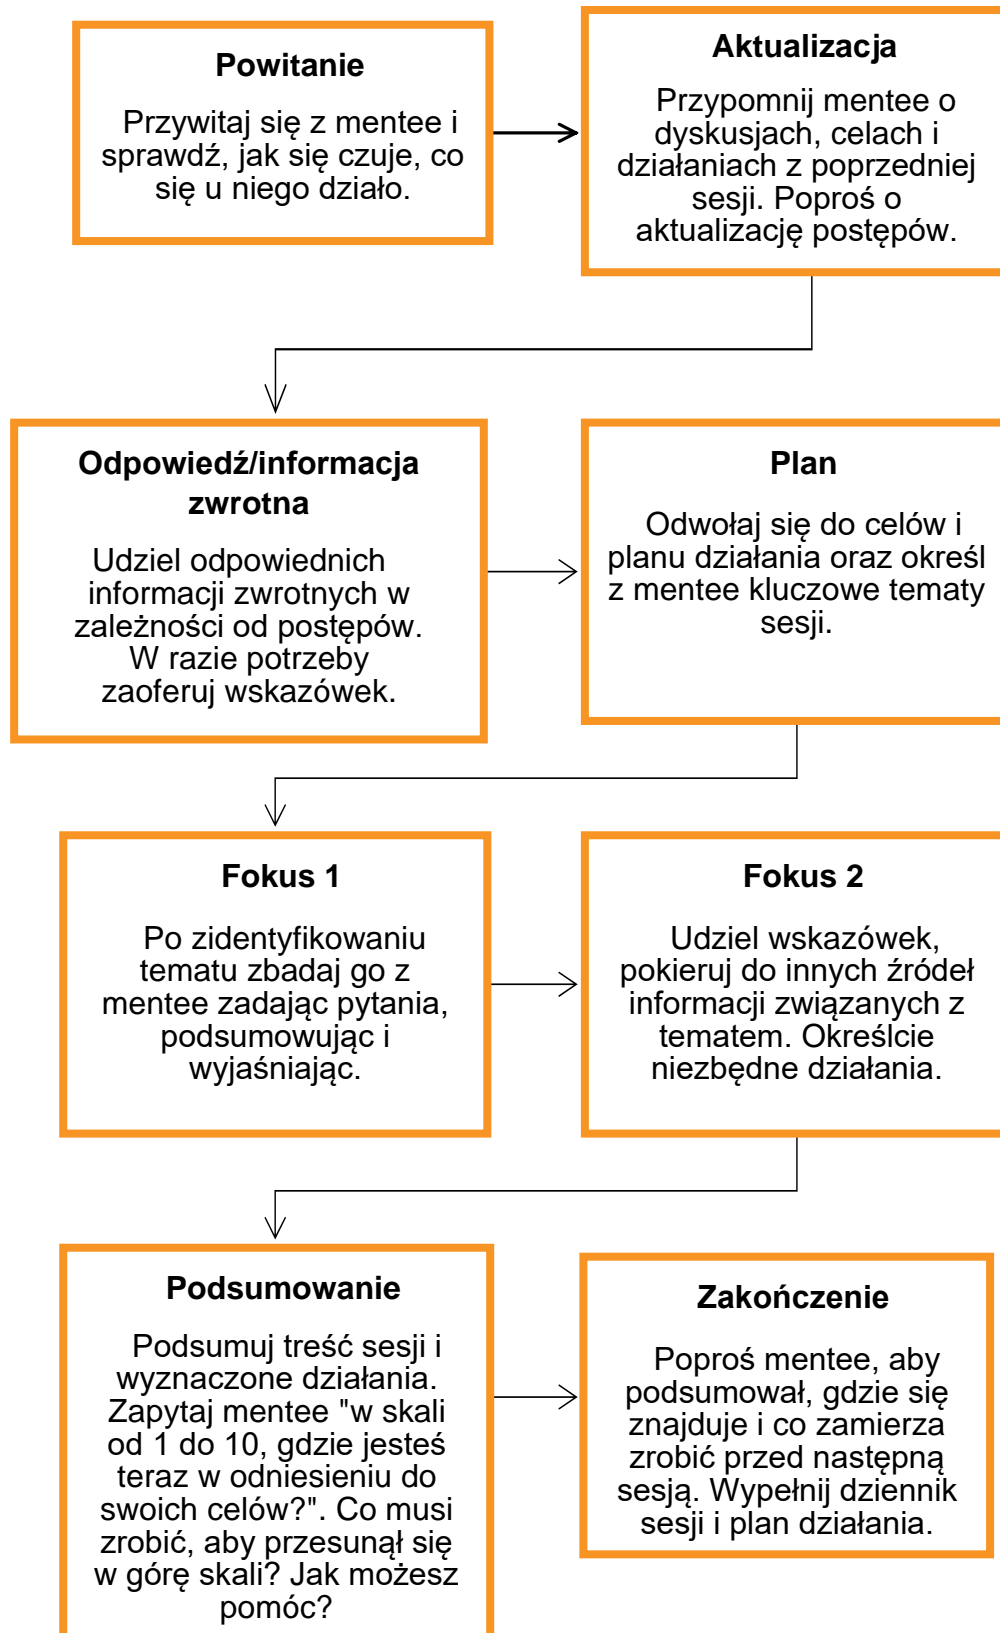 Powitanie
Przywitaj się z mentee i
sprawdź, jak się czuje, co
się u niego działo.
Aktualizacja
Przypomnij mentee o
dyskusjach, celach i
działaniach z poprzedniej
sesji. Poproś o
aktualizację postępów.
Odpowiedź/informacja
zwrotna
Udziel odpowiednich
informacji zwrotnych w
zależności od postępów.
W razie potrzeby
zaoferuj wskazówek.
Plan
Odwołaj się do celów i
planu działania oraz określ
z mentee kluczowe tematy
sesji.
Fokus 1
Po zidentyfikowaniu
tematu zbadaj go z
mentee zadając pytania,
podsumowując i
wyjaśniając.
Fokus 2
Udziel wskazówek,
pokieruj do innych źródeł
informacji związanych z
tematem. Określcie
niezbędne działania.
Podsumowanie
Podsumuj treść sesji i
wyznaczone działania.
Zapytaj mentee "w skali
od 1 do 10, gdzie jesteś
teraz w odniesieniu do
swoich celów?". Co musi
zrobić, aby przesunął się
w górę skali? Jak możesz
pomóc?
Zakończenie
Poproś mentee, aby
podsumował, gdzie się
znajduje i co zamierza
zrobić przed następną
sesją. Wypełnij dziennik
sesji i plan działania.